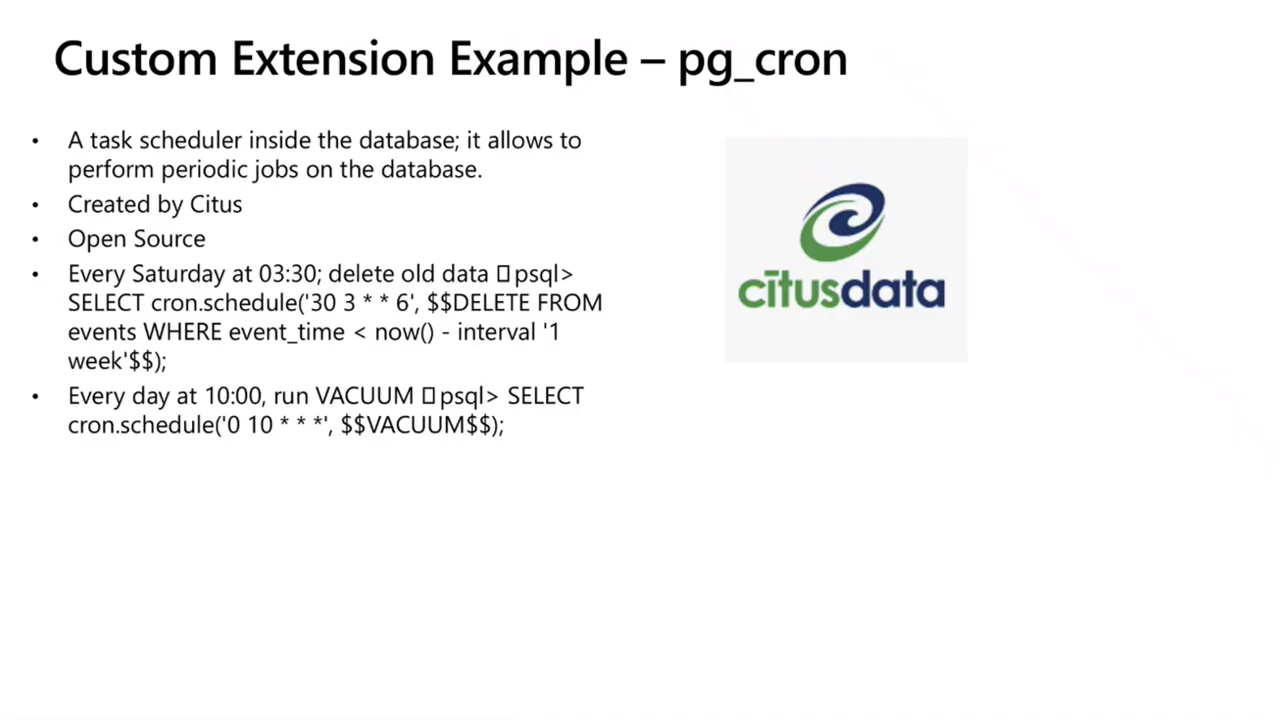 Custom Extension Example – pg_cron
• A task scheduler inside the database; it allows to
perform periodic jobs on the database.
• Created by Citus
• Open Source
• Every Saturday at 03:30; delete old data psql>
SELECT cron.schedule('30 3 * * 6', $$DELETE FROM
events WHERE event_time < now() - interval '1
week'$$);
• Every day at 10:00, run VACUUM psql> SELECT
cron.schedule('0 10 * * *', $$VACUUM$$);
cītusdata